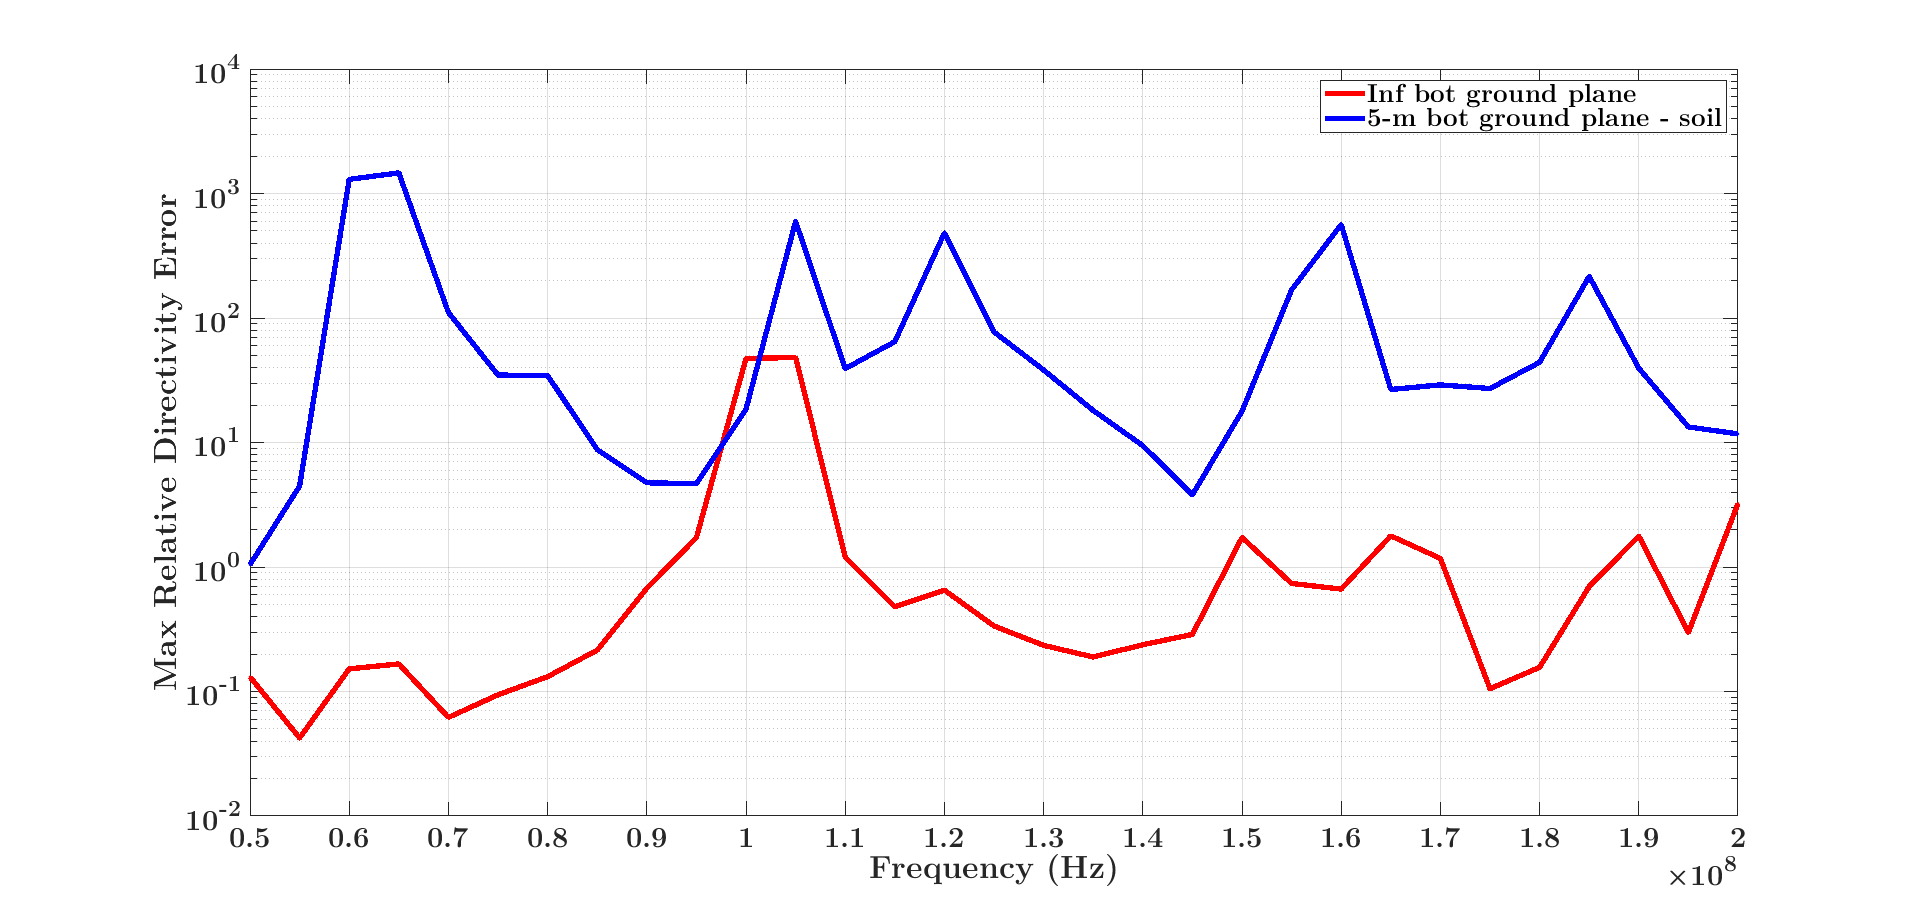 Max Relative Directivity Error
10^4
10^3
10^2
10^1
10^0
10^-1
10^-2
Inf bot ground plane
5-m bot ground plane - soil
0.5 0.6 0.7 0.8 0.9 1 1.1 1.2 1.3 1.4 1.5 1.6 1.7 1.8 1.9 2
Frequency (Hz)
×10^8